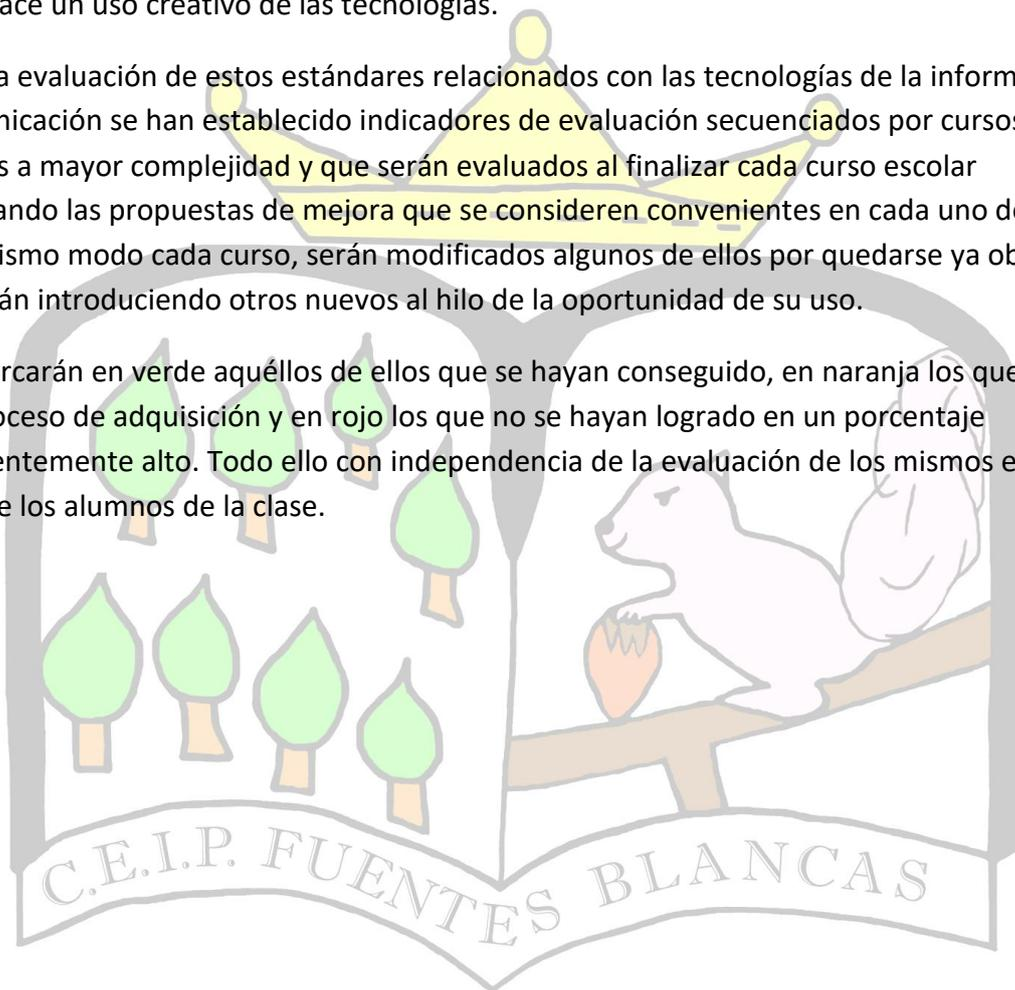 ace un uso creativo de las tecnologías.
a evaluación de estos estándares relacionados con las tecnologías de la inform
nicación se han establecido indicadores de evaluación secuenciados por cursos
s a mayor complejidad y que serán evaluados al finalizar cada curso escolar
ando las propuestas de mejora que se consideren convenientes en cada uno de
ismo modo cada curso, serán modificados algunos de ellos por quedarse ya ob
án introduciendo otros nuevos al hilo de la oportunidad de su uso.
rcarán en verde aquéllos de ellos que se hayan conseguido, en naranja los que
oceso de adquisición y en rojo los que no se hayan logrado en un porcentaje
entemente alto. Todo ello con independencia de la evaluación de los mismos e
e los alumnos de la clase.
C.E.I.P. FUENTES BLANCAS